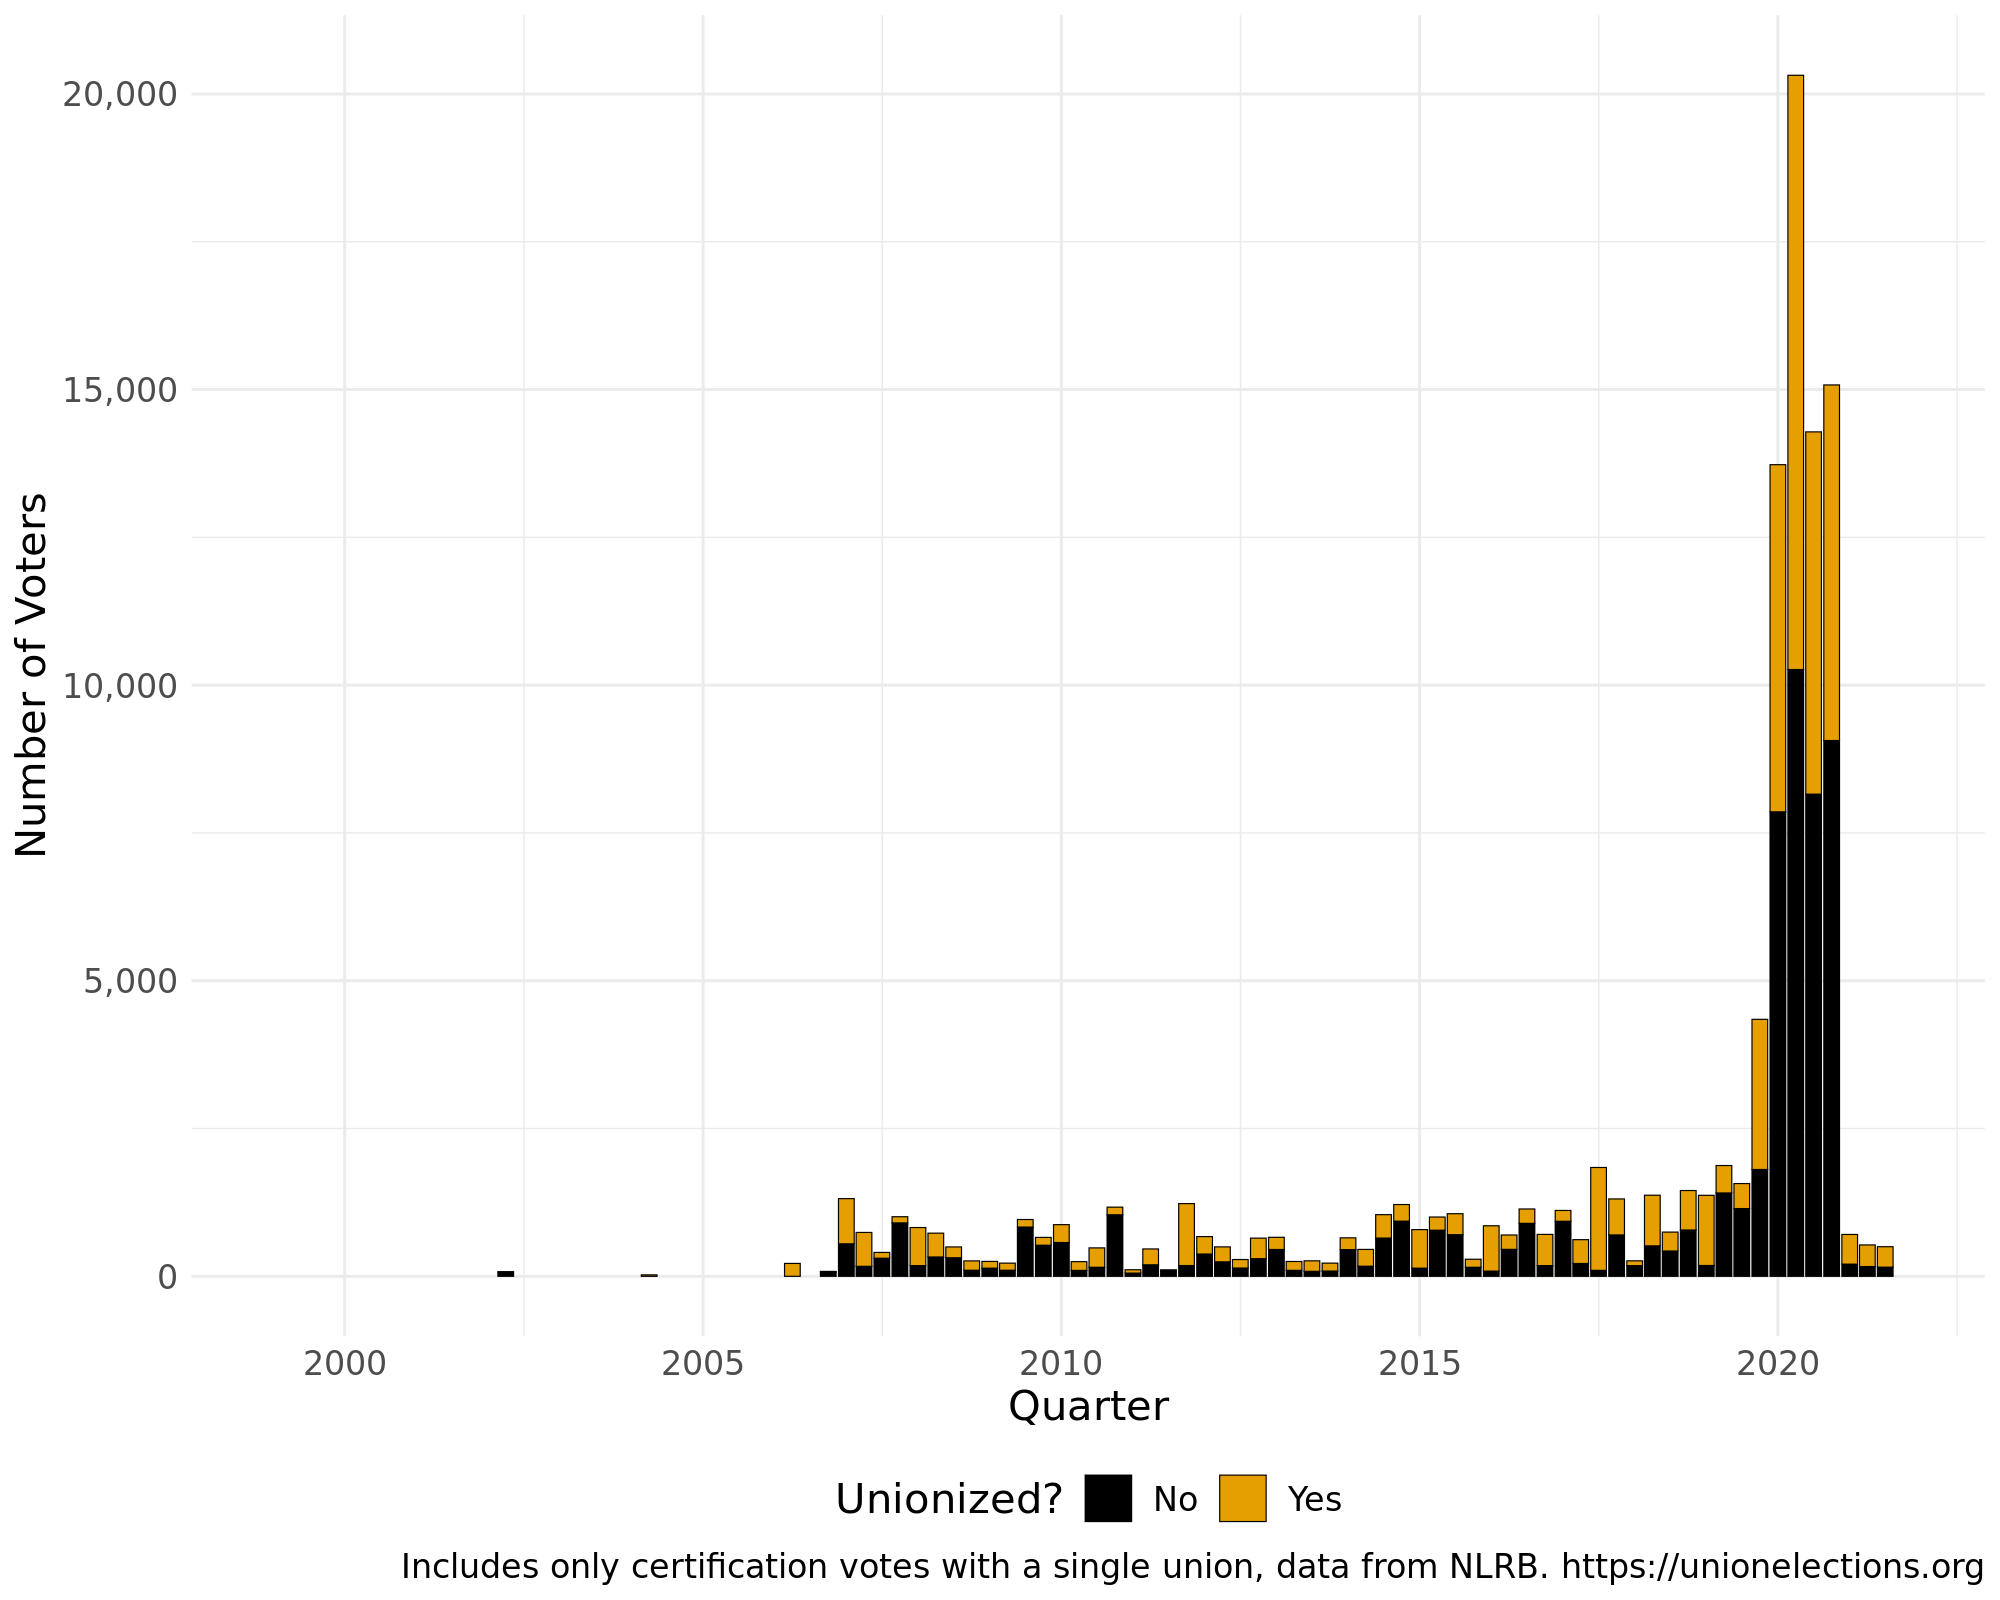 20,000
15,000
10,000
5,000
0
Number of Voters
2000 2005 2010 2015 2020
Quarter
Unionized? No Yes
Includes only certification votes with a single union, data from NLRB. https://unionelections.org